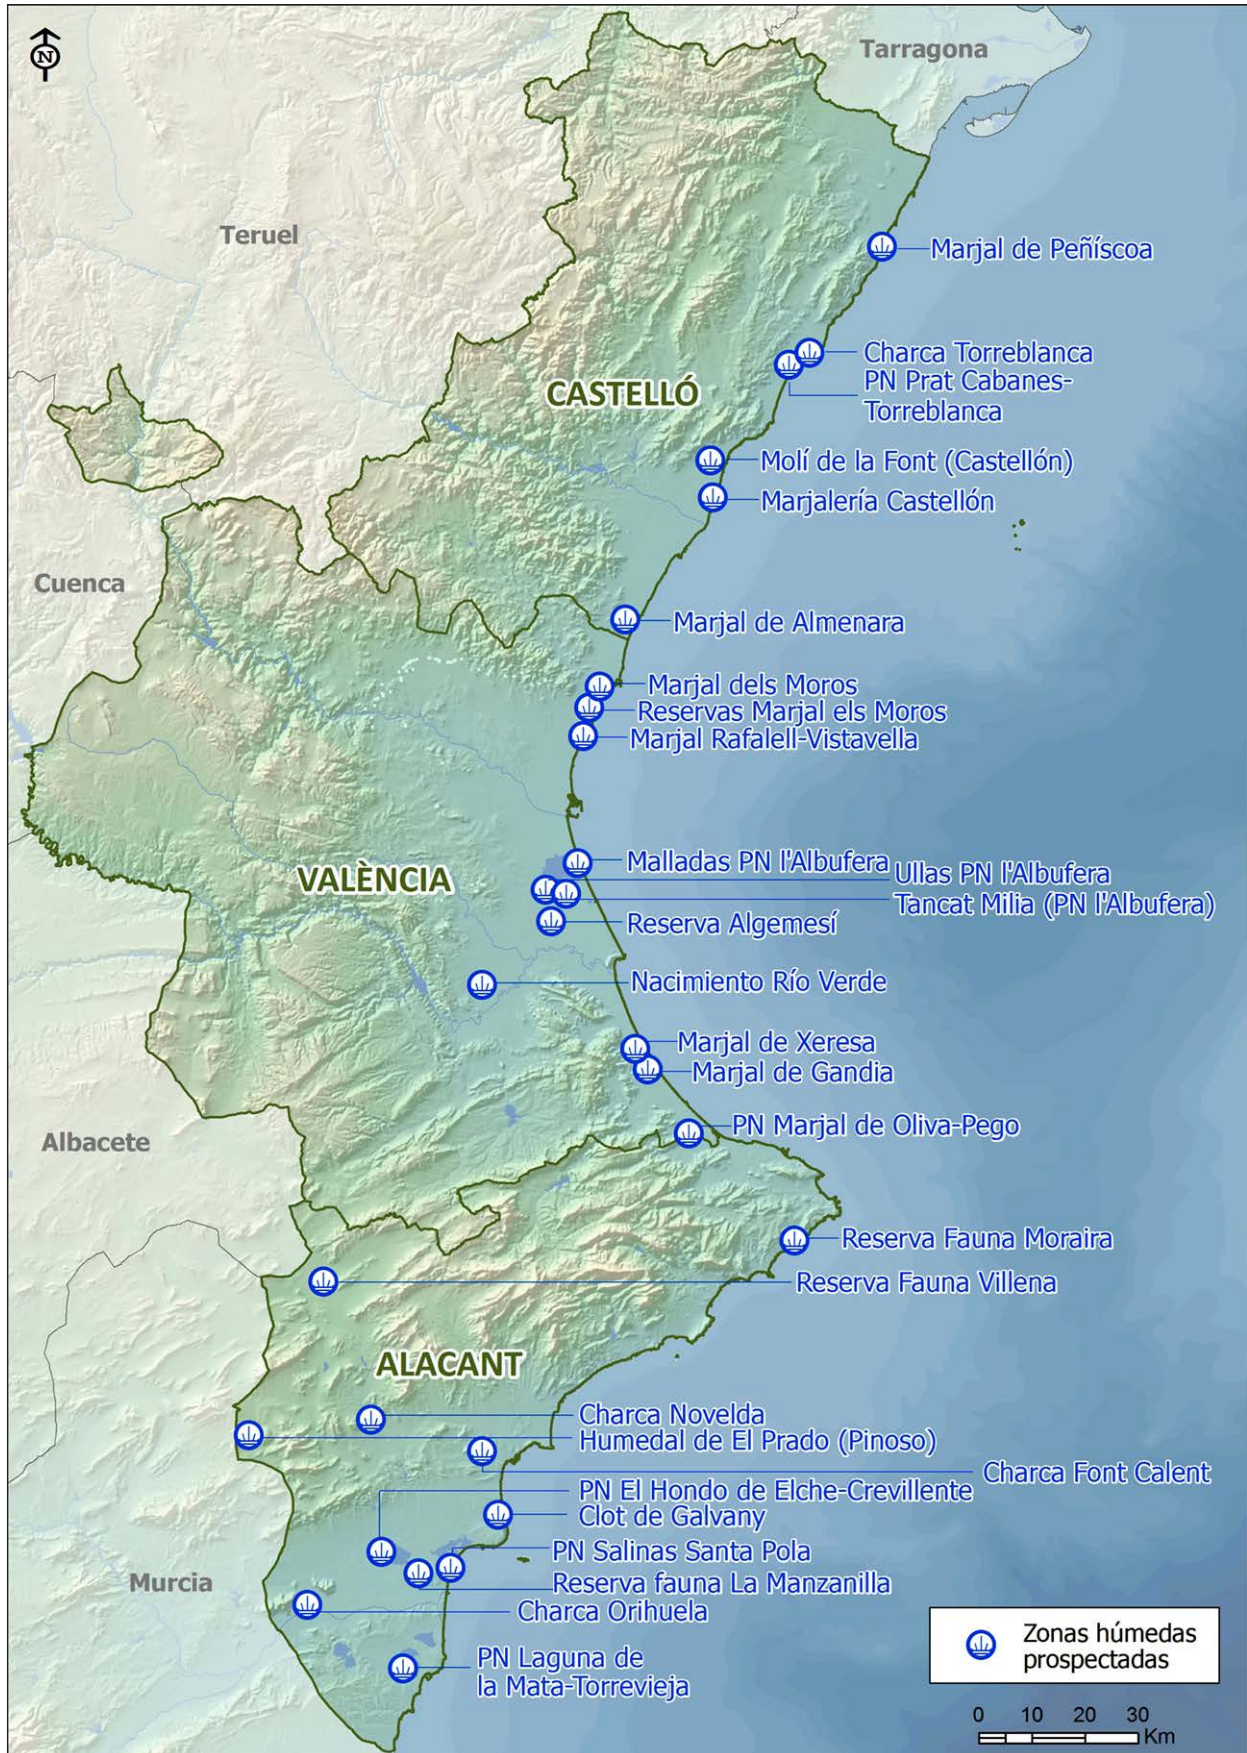 N
Tarragona
Teruel
Marjal de Peñíscoa
Charca Torreblanca
PN Prat Cabanes-
Torreblanca
CASTELLÓ
Molí de la Font (Castellón)
Marjalería Castellón
Cuenca
Marjal de Almenara
Marjal dels Moros
Reservas Marjal els Moros
Marjal Rafalell-Vistavella
VALÈNCIA
Malladas PN l'Albufera
Ullas PN l'Albufera
Tancat Milia (PN l'Albufera)
Reserva Algemesí
Nacimiento Río Verde
Marjal de Xeresa
Marjal de Gandia
PN Marjal de Oliva-Pego
Albacete
Reserva Fauna Moraira
Reserva Fauna Villena
ALACANT
Charca Novelda
Humedal de El Prado (Pinoso)
Charca Font Calent
PN El Hondo de Elche-Crevillente
Clot de Galvany
PN Salinas Santa Pola
Reserva fauna La Manzanilla
Charca Orihuela
Murcia
PN Laguna de
la Mata-Torrevieja
Zonas húmedas
prospectadas
0 10 20 30
Km